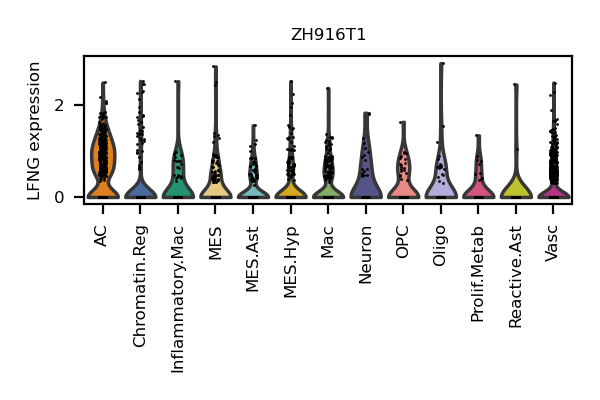 ZH916T1
LFNG expression
2
0
AC
Chromatin.Reg
Inflammatory.Mac
MES
MES.Ast
MES.Hyp
Mac
Neuron
OPC
Oligo
Prolif.Metab
Reactive.Ast
Vasc